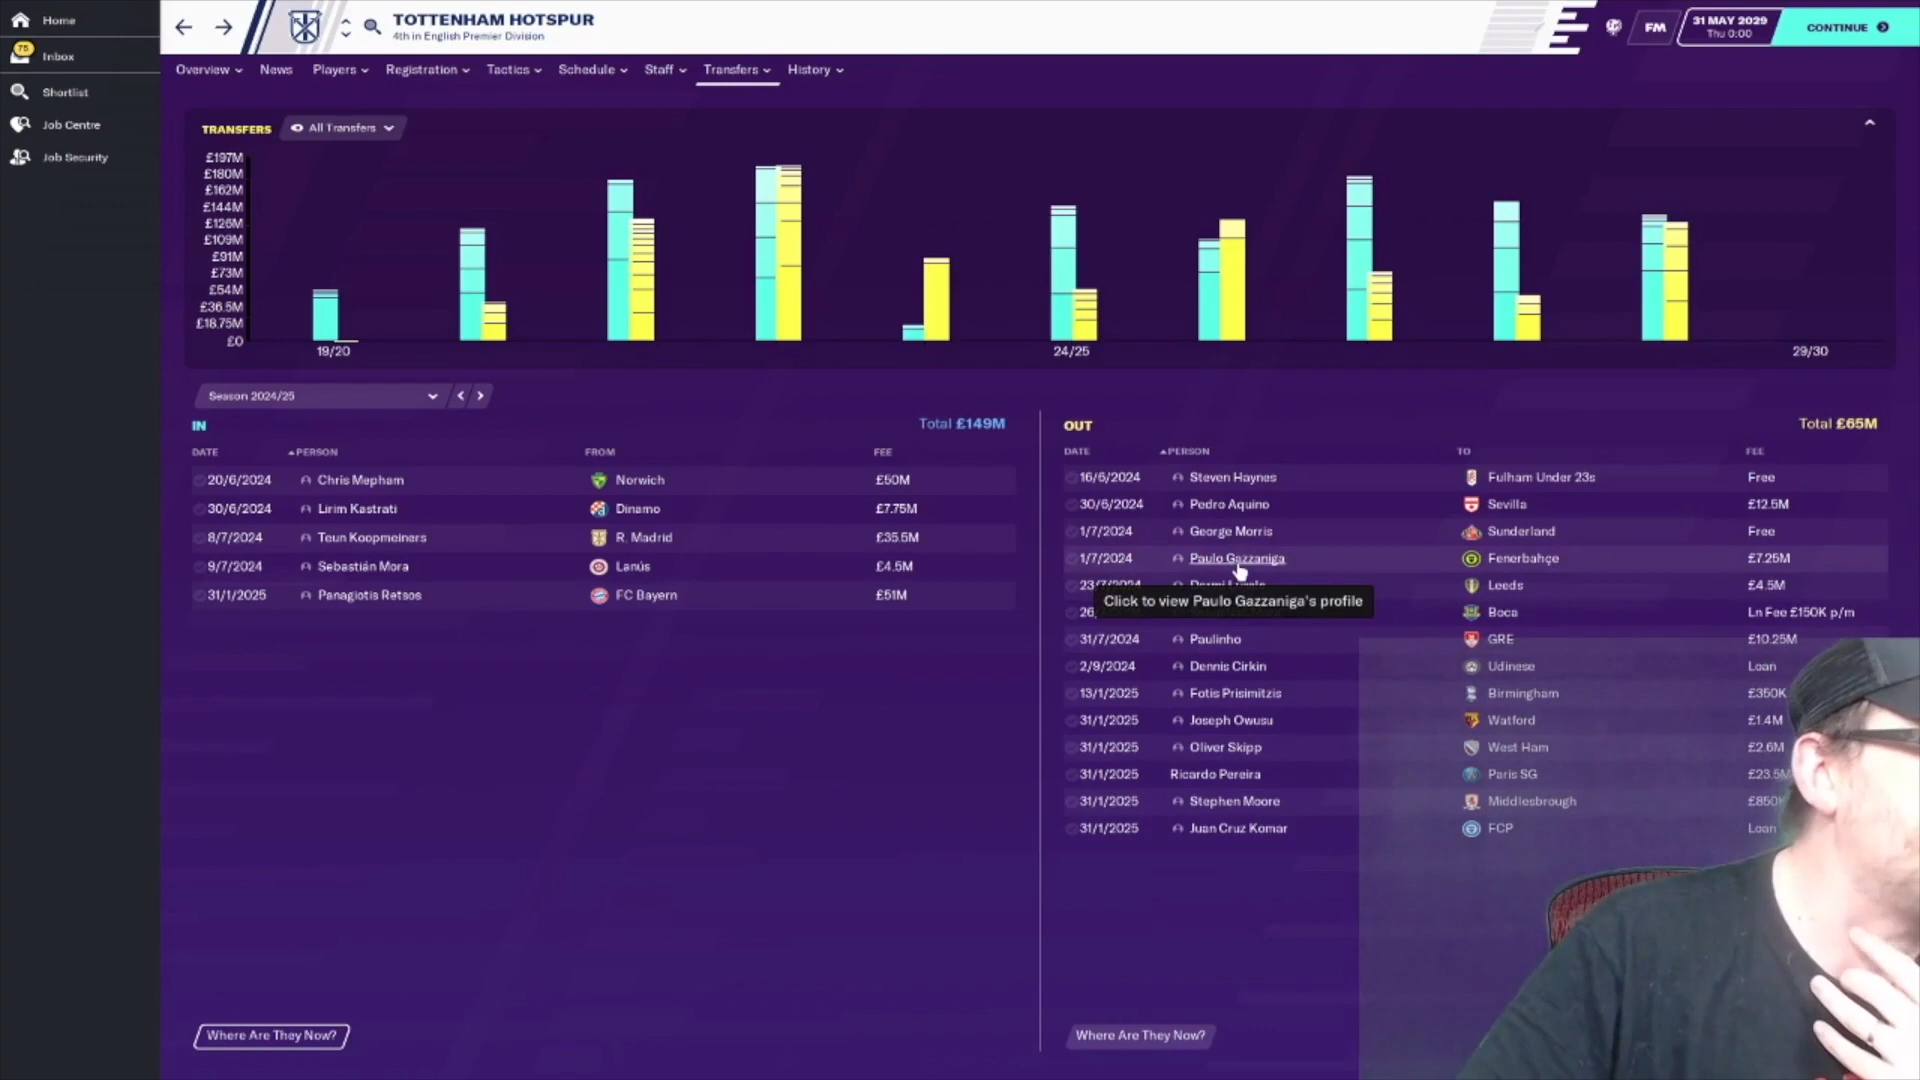 Home
TOTTENHAM HOTSPUR
4th in English Premier Division
FM
31 MAY 2029
Thu 0:00
CONTINUE
75
Inbox
Overview News Players Registration Tactics Schedule Staff Transfers History
Shortlist
Job Centre
Job Security
TRANSFERS All Transfers
£197M
£180M
£162M
£144M
£126M
£109M
£91M
£73M
£54M
£36.5M
£18.75M
£0
19/20 24/25 29/30
Season 2024/25
IN Total £149M
DATE PERSON FROM FEE
20/6/2024 Chris Mepham Norwich £50M
30/6/2024 Lirim Kastrati Dinamo £7.75M
8/7/2024 Teun Koopmeiners R. Madrid £35.5M
9/7/2024 Sebastián Mora Lanús £4.5M
31/1/2025 Panagiotis Retsos FC Bayern £51M
Where Are They Now?
OUT Total £65M
DATE PERSON TO FEE
16/6/2024 Steven Haynes Fulham Under 23s Free
30/6/2024 Pedro Aquino Sevilla £12.5M
1/7/2024 George Morris Sunderland Free
1/7/2024 Paulo Gazzaniga Fenerbahçe £7.25M
Leeds £4.5M
Click to view Paulo Gazzaniga's profile
Boca Ln Fee £150K p/m
31/7/2024 Paulinho GRE £10.25M
2/9/2024 Dennis Cirkin Udinese Loan
13/1/2025 Fotis Prisimitzis Birmingham £350K
31/1/2025 Joseph Owusu Watford £1.4M
31/1/2025 Oliver Skipp West Ham £2.6M
31/1/2025 Ricardo Pereira Paris SG £23.5M
31/1/2025 Stephen Moore Middlesbrough £850K
31/1/2025 Juan Cruz Komar FCP Loan
Where Are They Now?